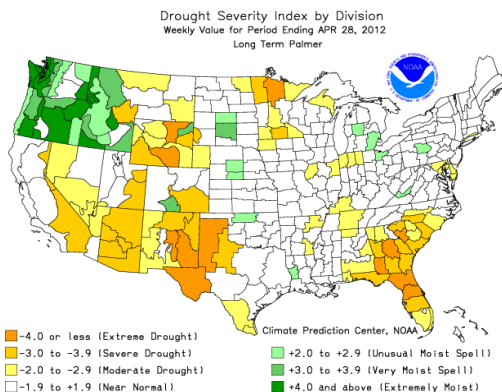 Drought Severity Index by Division
Weekly Value for Period Ending APR 28, 2012
Long Term Palmer
NOAA
Climate Prediction Center, NOAA
-4.0 or less (Extreme Drought)
-3.0 to -3.9 (Severe Drought)
-2.0 to -2.9 (Moderate Drought)
-1.9 to +1.9 (Near Normal)
+2.0 to +2.9 (Unusual Moist Spell)
+3.0 to +3.9 (Very Moist Spell)
+4.0 and above (Extremely Moist)